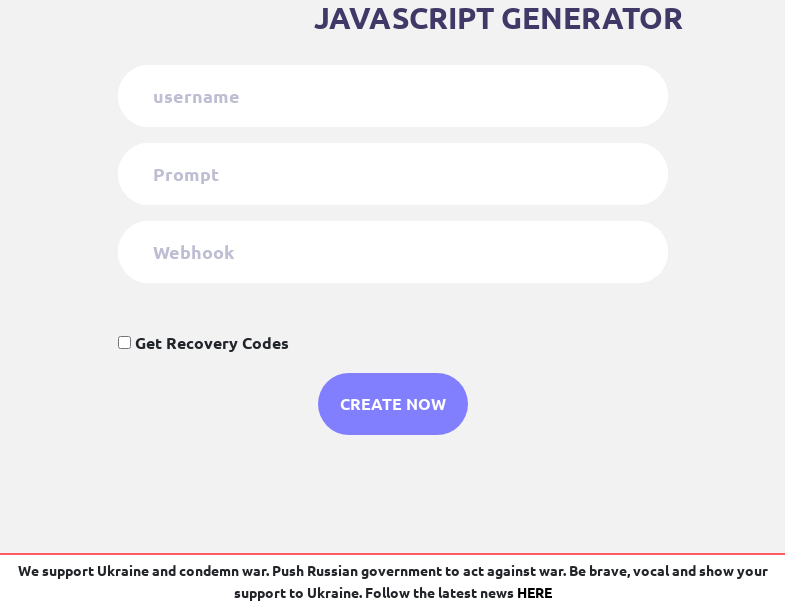 JAVASCRIPT GENERATOR
username
Prompt
Webhook
Get Recovery Codes
CREATE NOW
We support Ukraine and condemn war. Push Russian government to act against war. Be brave, vocal and show your
support to Ukraine. Follow the latest news HERE